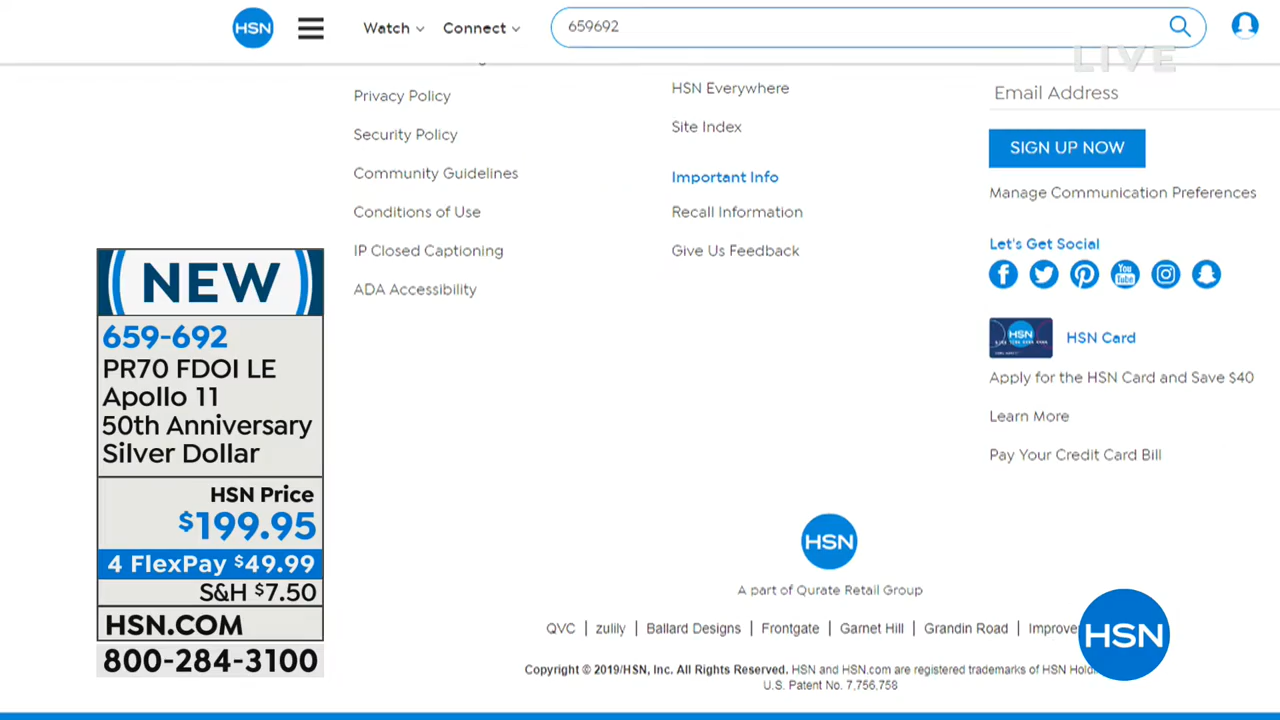 HSN
Watch
Connect
659692
LIVE
Privacy Policy
Security Policy
Community Guidelines
Conditions of Use
IP Closed Captioning
ADA Accessibility
HSN Everywhere
Site Index
Important Info
Recall Information
Give Us Feedback
Email Address
SIGN UP NOW
Manage Communication Preferences
Let's Get Social
You Tube
HSN
HSN Card
Apply for the HSN Card and Save $40
Learn More
Pay Your Credit Card Bill
NEW
659-692
PR70 FDOI LE
Apollo 11
50th Anniversary
Silver Dollar
HSN Price
$199.95
4 FlexPay $49.99
S&H $7.50
HSN.COM
800-284-3100
HSN
A part of Qurate Retail Group
QVC | zulily | Ballard Designs | Frontgate | Garnet Hill | Grandin Road | Improve
HSN
Copyright © 2019/HSN, Inc. All Rights Reserved. HSN and HSN.com are registered trademarks of HSN Hold
U.S. Patent No. 7,756,758